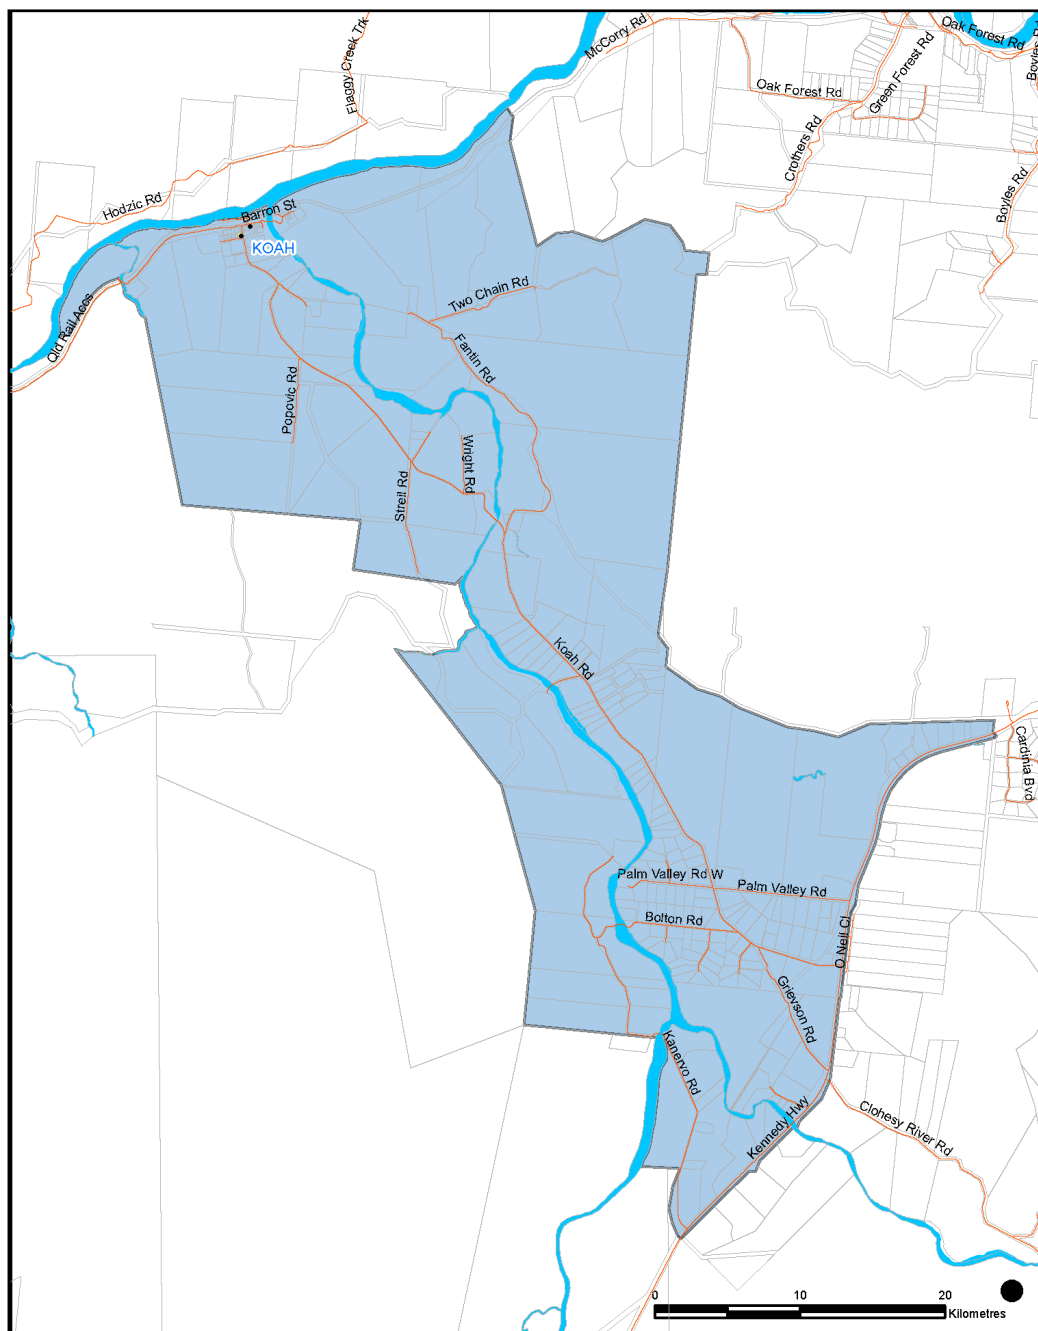 McCorry Rd
Oak Forest Rd
Boyles Rd
Flaggy Creek Trk
Green Forest Rd
Oak Forest Rd
Crothers Rd
Boyles Rd
Hodzic Rd
Barron St
KOAH
Qld Rail Accs
Two Chain Rd
Fantin Rd
Popovic Rd
Wright Rd
Streil Rd
Koah Rd
Cardinia Bvd
Palm Valley Rd W
Palm Valley Rd
Bolton Rd
O Neil Cl
Grievson Rd
Kanervo Rd
Kennedy Hwy
Clohesy River Rd
0 10 20
Kilometres